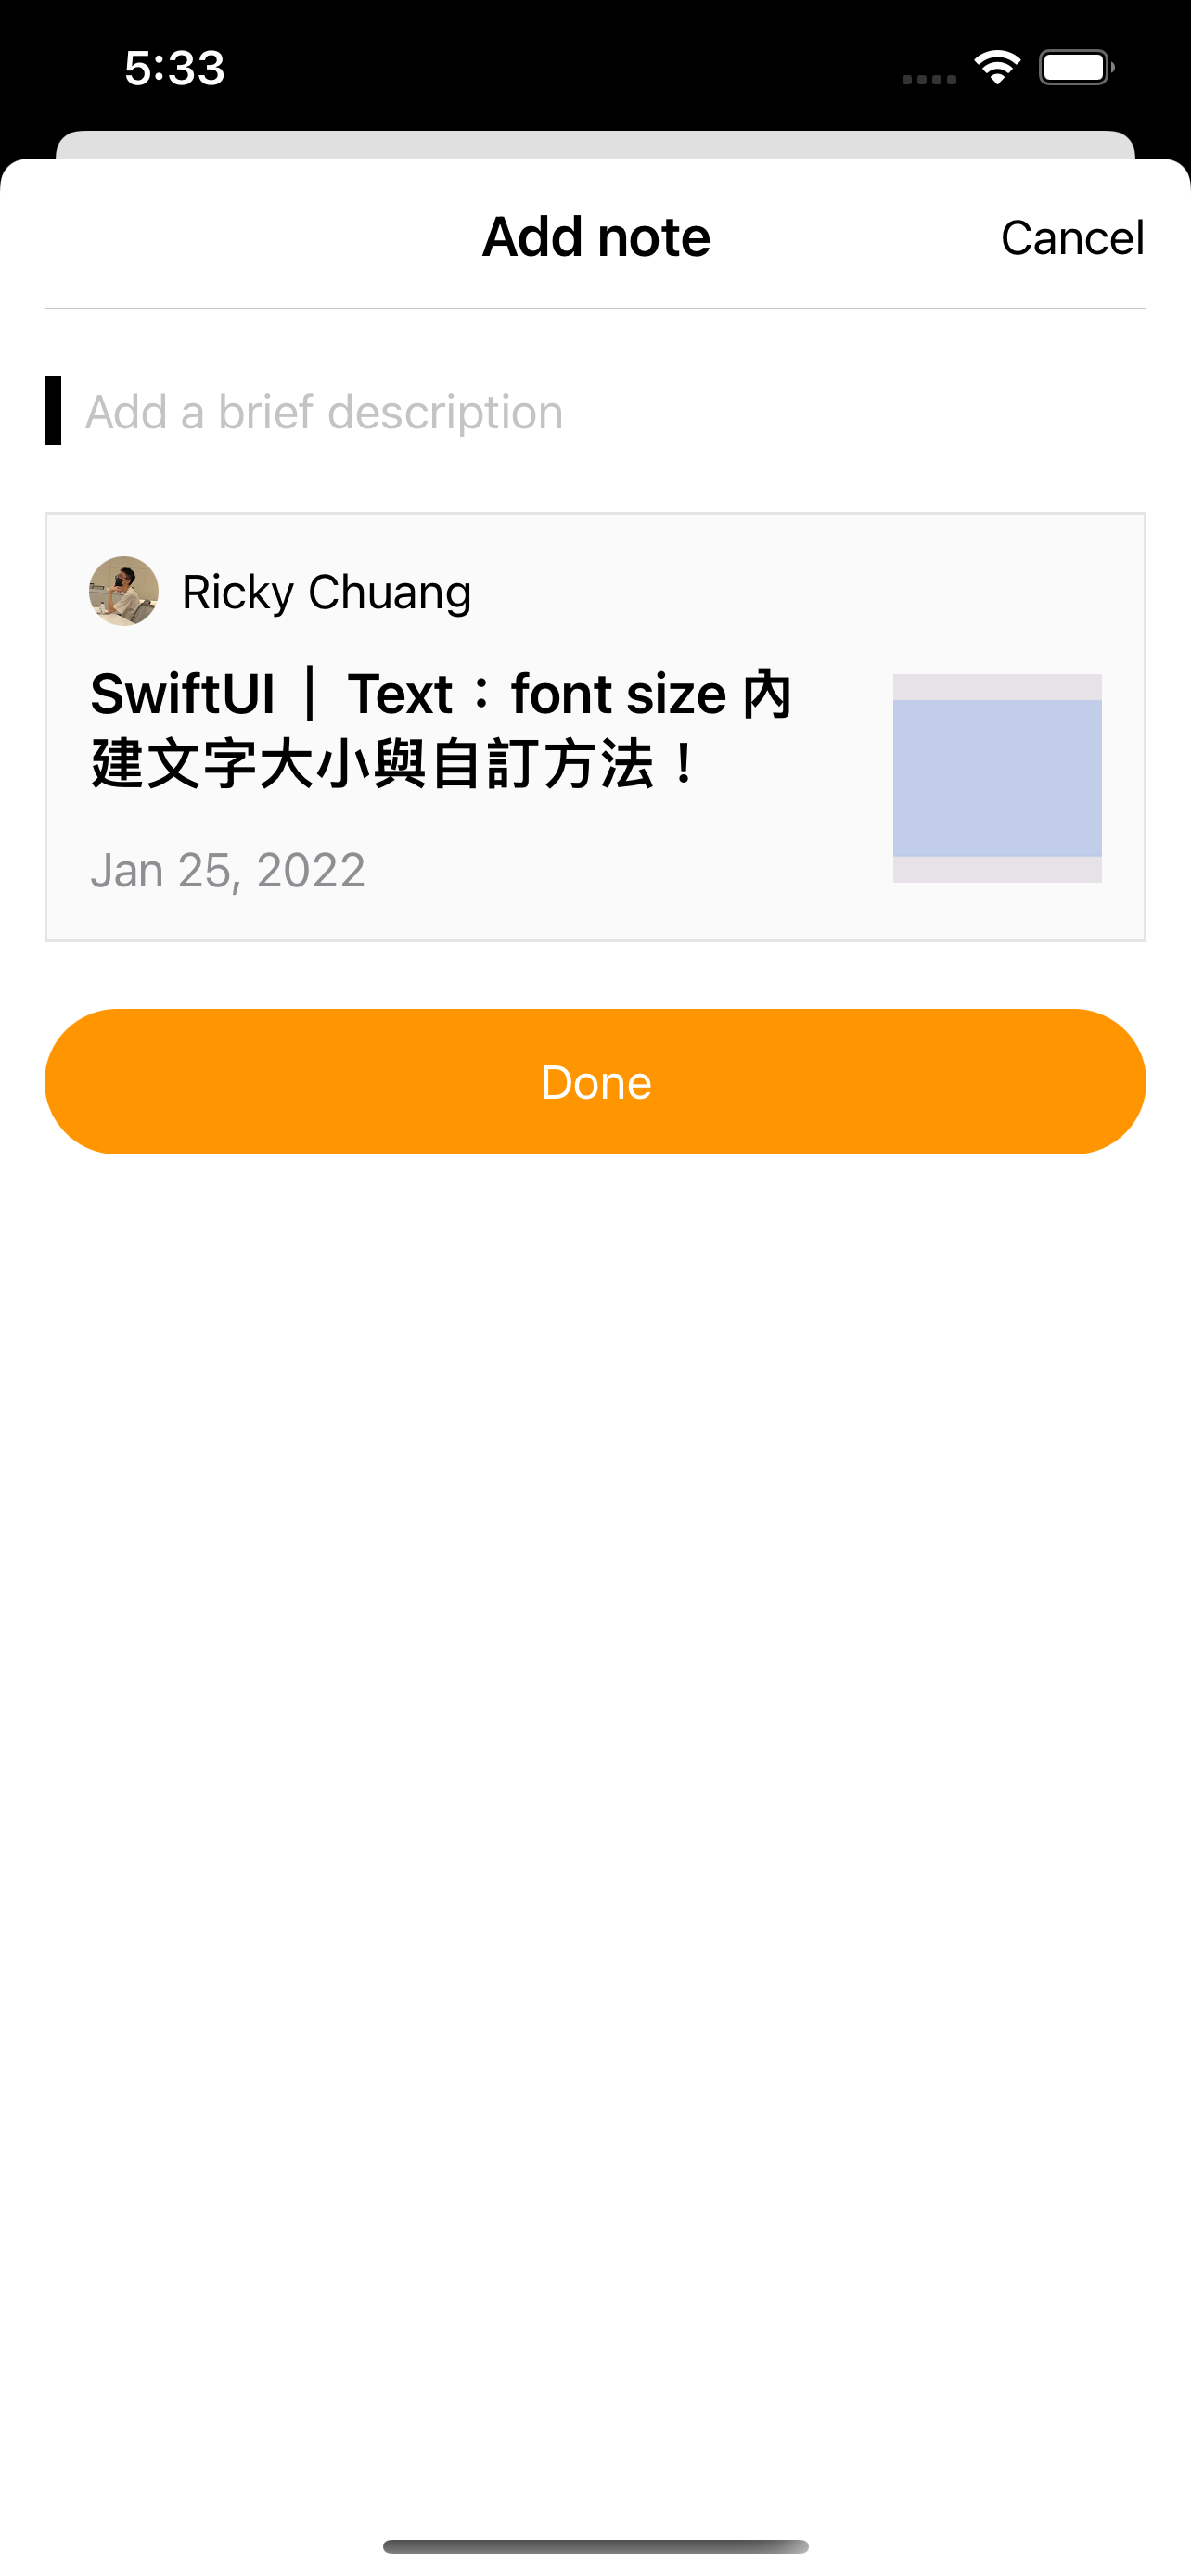 5:33
Add note
Cancel
Add a brief description
Ricky Chuang
SwiftUI｜Text：font size 內
建文字大小與自訂方法！
Jan 25, 2022
Done